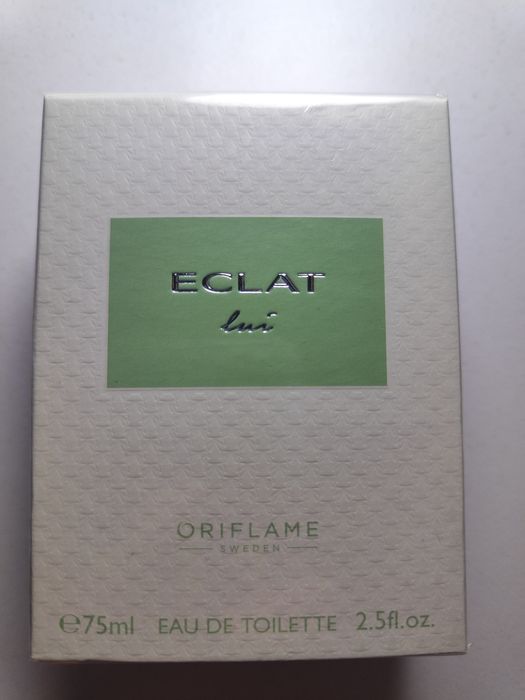 ECLAT
lui
ORIFLAME
SWEDEN
℮75ml EAU DE TOILETTE 2.5fl.oz.